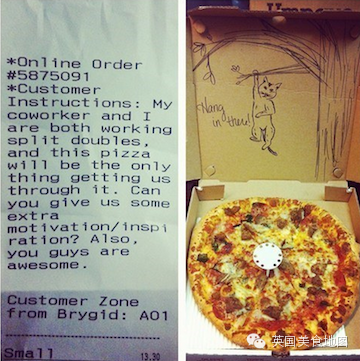 *Online Order
#5875091
*Customer
Instructions: My
coworker and I
are both working
split doubles,
and this pizza
will be the only
thing getting us
through it. Can
you give us some
extra
motivation/inspi
ration? Also,
you guys are
awesome.
Customer Zone
from Brygid: A01
Small 13.30
Hang
in there!
英国美食地图